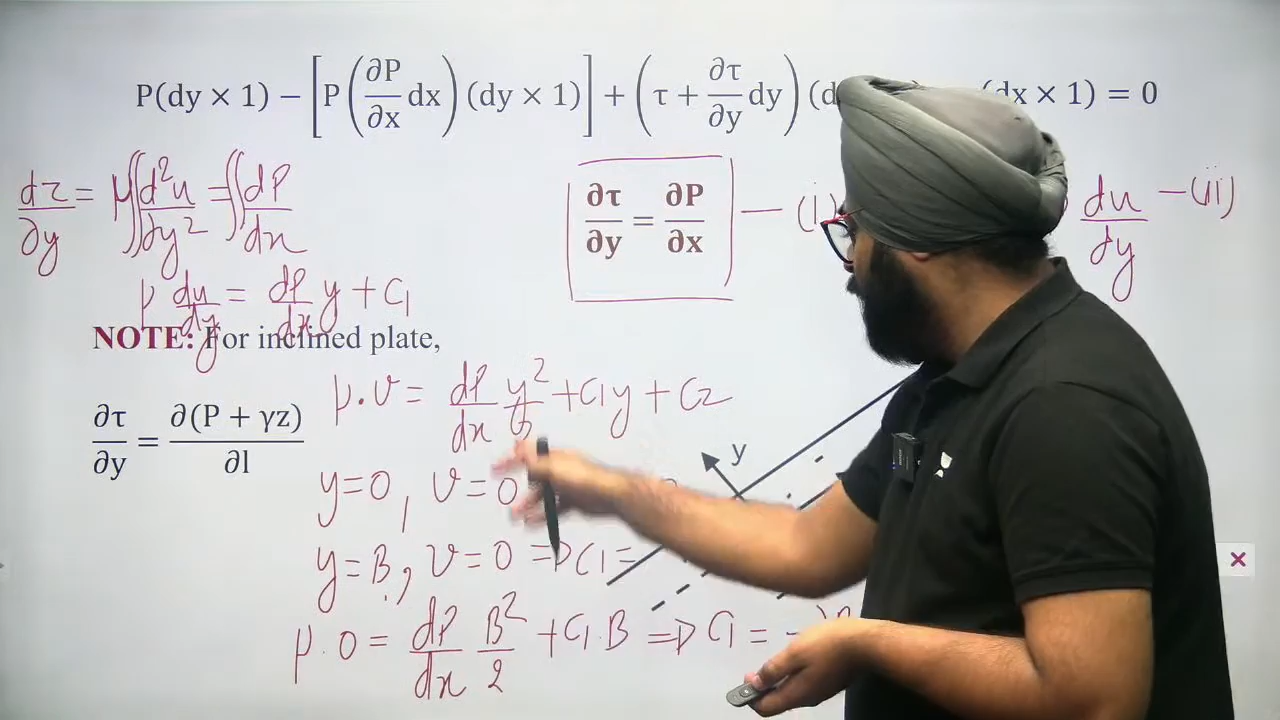 P(dy × 1) − [P(∂P/∂x dx)(dy × 1)] + (τ + ∂τ/∂y dy)(d (dx × 1) = 0
dτ/∂y = μ∬d²u/∂y² = ∬dP/dx
∂τ/∂y = ∂P/∂x — (i)
du/dy — (ii)
μ du/dy = dP/dx y + C₁
NOTE: For inclined plate,
μ.v = dP/dx y²/2 + C₁y + C₂
∂τ/∂y = ∂(P + γz)/∂l
y
y=0, v=0
y=B, v=0 ⇒ C₁ =
μ.0 = dP/dx B²/2 + C₁.B ⇒ C₁ = -